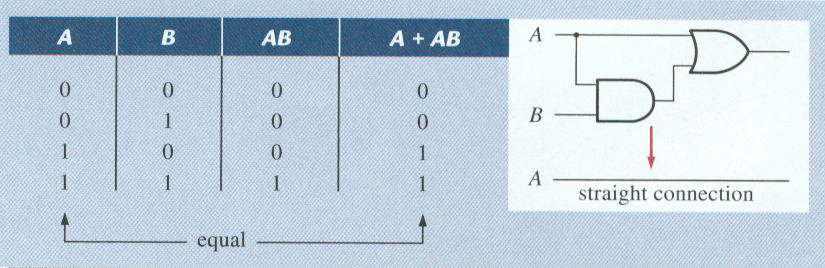 A B AB A + AB
0 0 0 0
0 1 0 0
1 0 0 1
1 1 1 1
equal
A
B
A
straight connection